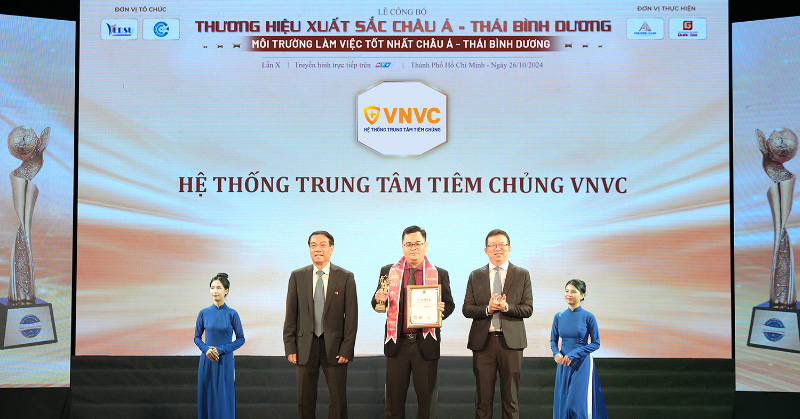 ĐƠN VỊ TỔ CHỨC
LỄ CÔNG BỐ
ĐƠN VỊ THỰC HIỆN
THƯƠNG HIỆU XUẤT SẮC CHÂU Á - THÁI BÌNH DƯƠNG
MÔI TRƯỜNG LÀM VIỆC TỐT NHẤT CHÂU Á - THÁI BÌNH DƯƠNG
Lần X | Truyền hình trực tiếp trên | Thành Phố Hồ Chí Minh - Ngày 26/10/2024
VNVC
HỆ THỐNG TRUNG TÂM TIÊM CHỦNG
HỆ THỐNG TRUNG TÂM TIÊM CHỦNG VNVC